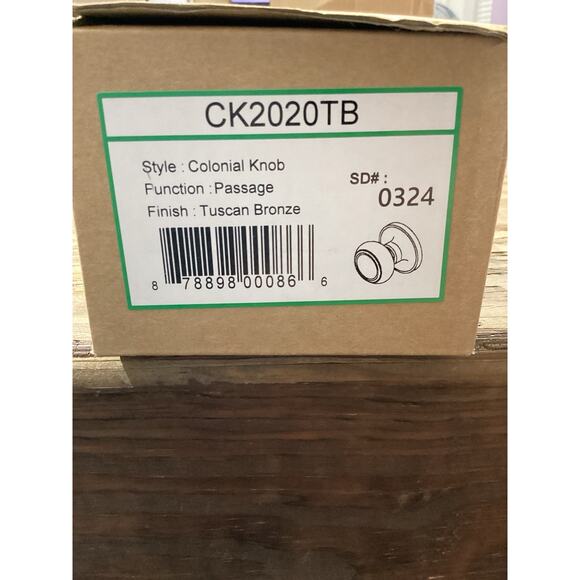 CK2020TB
Style : Colonial Knob
Function : Passage
Finish : Tuscan Bronze
SD# :
0324
8 78898 00086 6